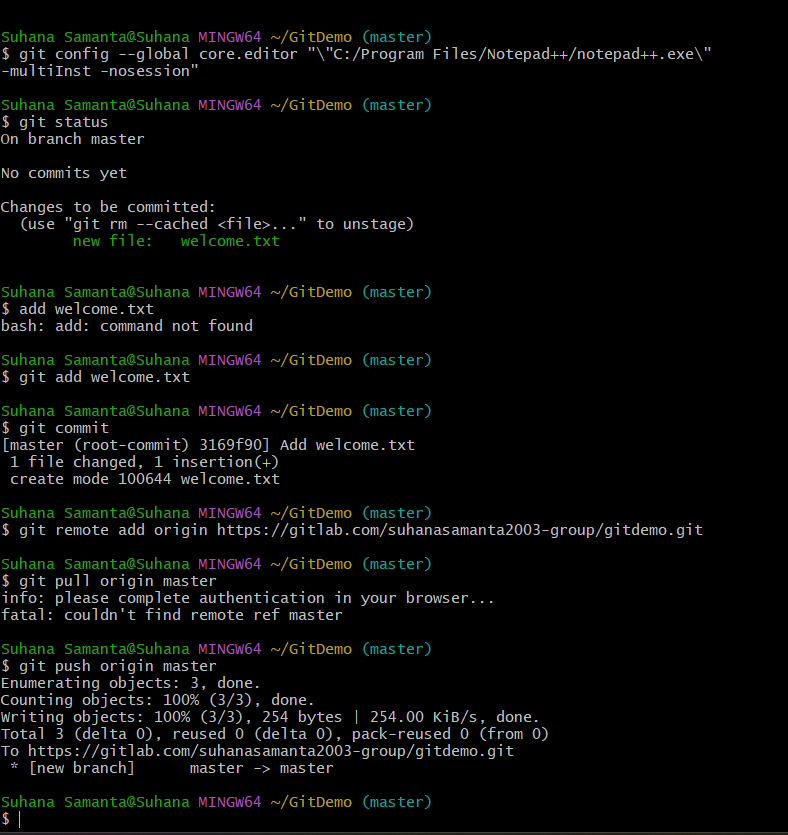 Suhana Samanta@Suhana MINGW64 ~/GitDemo (master)
$ git config --global core.editor "\"C:/Program Files/Notepad++/notepad++.exe\"
-multiInst -nosession"
Suhana Samanta@Suhana MINGW64 ~/GitDemo (master)
$ git status
On branch master
No commits yet
Changes to be committed:
  (use "git rm --cached <file>..." to unstage)
        new file:   welcome.txt
Suhana Samanta@Suhana MINGW64 ~/GitDemo (master)
$ add welcome.txt
bash: add: command not found
Suhana Samanta@Suhana MINGW64 ~/GitDemo (master)
$ git add welcome.txt
Suhana Samanta@Suhana MINGW64 ~/GitDemo (master)
$ git commit
[master (root-commit) 3169f90] Add welcome.txt
 1 file changed, 1 insertion(+)
 create mode 100644 welcome.txt
Suhana Samanta@Suhana MINGW64 ~/GitDemo (master)
$ git remote add origin https://gitlab.com/suhanasamanta2003-group/gitdemo.git
Suhana Samanta@Suhana MINGW64 ~/GitDemo (master)
$ git pull origin master
info: please complete authentication in your browser...
fatal: couldn't find remote ref master
Suhana Samanta@Suhana MINGW64 ~/GitDemo (master)
$ git push origin master
Enumerating objects: 3, done.
Counting objects: 100% (3/3), done.
Writing objects: 100% (3/3), 254 bytes | 254.00 KiB/s, done.
Total 3 (delta 0), reused 0 (delta 0), pack-reused 0 (from 0)
To https://gitlab.com/suhanasamanta2003-group/gitdemo.git
 * [new branch]      master -> master
Suhana Samanta@Suhana MINGW64 ~/GitDemo (master)
$